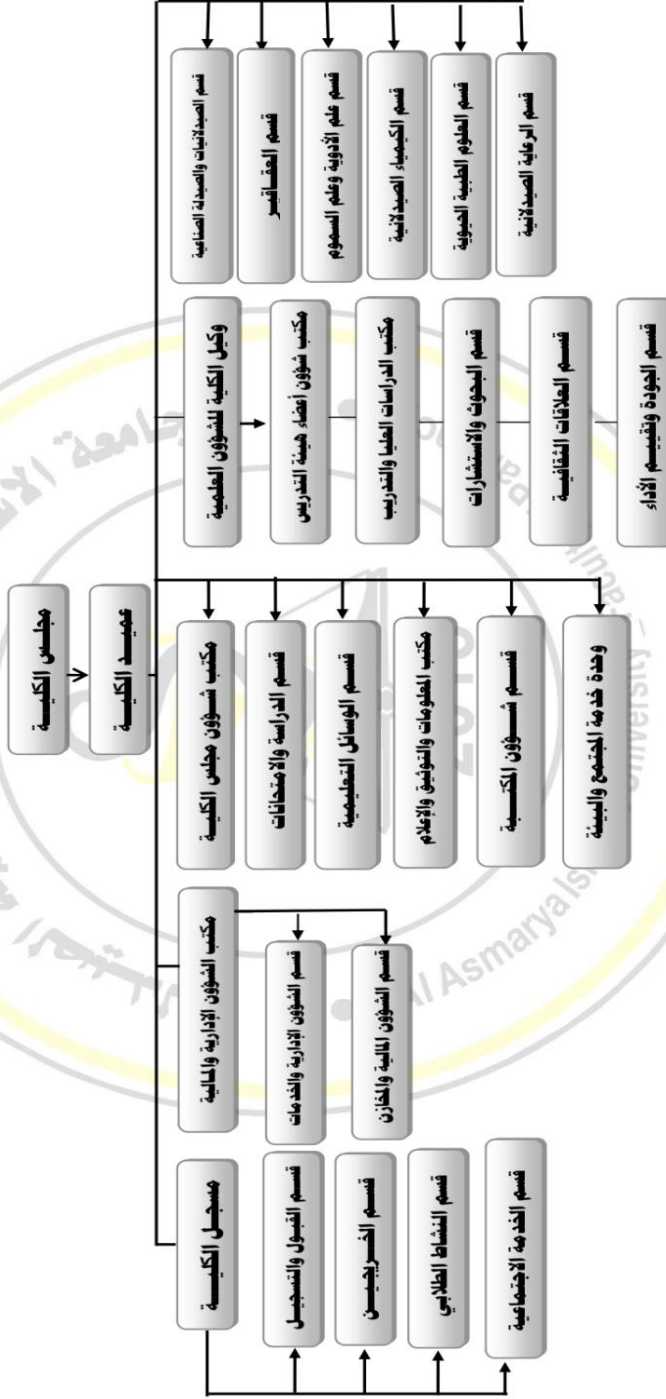 مجلس الكلية
عميد الكلية
قسم الصيدلانيات والصيدلة الصناعية
قسم العقاقير
قسم علم الأدوية وعلم السموم
قسم الكيمياء الصيدلانية
قسم العلوم الطبية الحيوية
قسم الرعاية الصيدلانية
وكيل الكلية للشؤون العلمية
مكتب شؤون أعضاء هيئة التدريس
مكتب الدراسات العليا والتدريب
قسم البحوث والاستشارات
قسم العلاقات الثقافية
قسم الجودة وتقييم الأداء
مكتب شؤون مجلس الكلية
قسم الدراسة والامتحانات
قسم الوسائل التعليمية
مكتب المعلومات والتوثيق والإعلام
قسم شؤون المكتبة
وحدة خدمة المجتمع والبيئة
مكتب الشؤون الإدارية والمالية
قسم الشؤون الإدارية والخدمات
قسم الشؤون المالية والمخازن
مسجل الكلية
قسم القبول والتسجيل
قسم الخريجين
قسم النشاط الطلابي
قسم الخدمة الاجتماعية
Al Asmarya
University